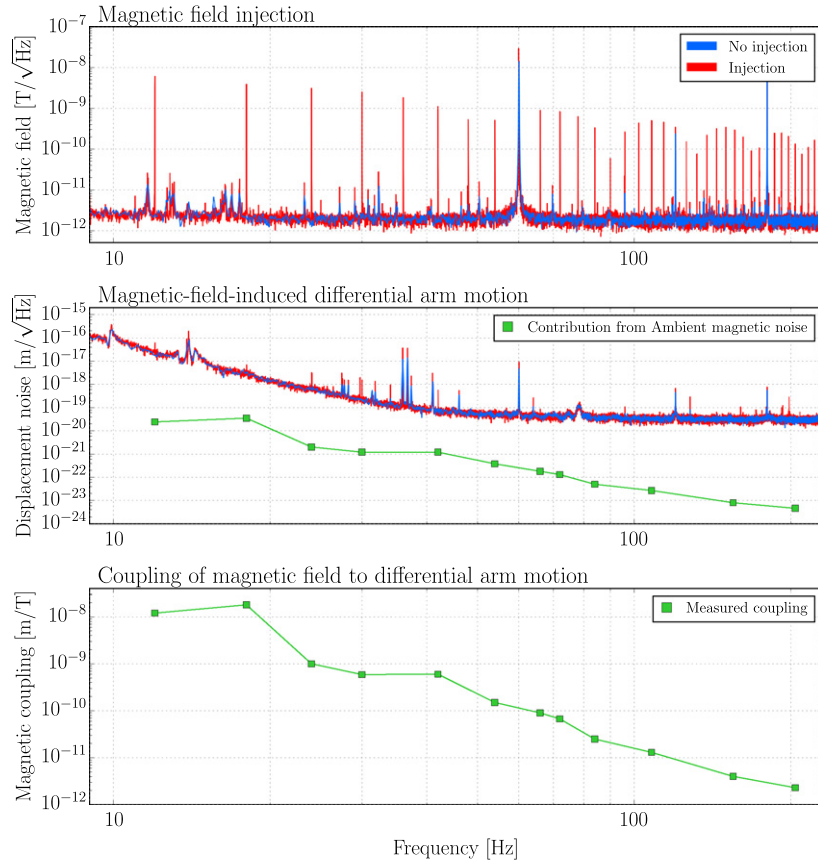 Magnetic field injection
Magnetic field [T/√Hz]
10⁻⁷
10⁻⁸
10⁻⁹
10⁻¹⁰
10⁻¹¹
10⁻¹²
No injection
Injection
10
100
Magnetic-field-induced differential arm motion
Displacement noise [m/√Hz]
10⁻¹⁵
10⁻¹⁶
10⁻¹⁷
10⁻¹⁸
10⁻¹⁹
10⁻²⁰
10⁻²¹
10⁻²²
10⁻²³
10⁻²⁴
Contribution from Ambient magnetic noise
10
100
Coupling of magnetic field to differential arm motion
Magnetic coupling [m/T]
10⁻⁸
10⁻⁹
10⁻¹⁰
10⁻¹¹
10⁻¹²
Measured coupling
10
100
Frequency [Hz]